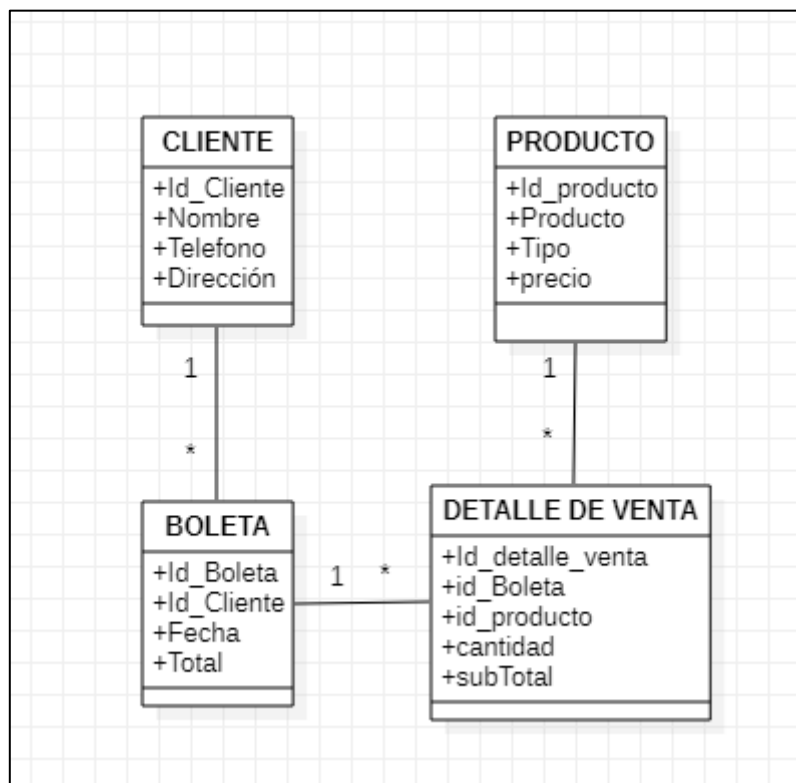 CLIENTE
+Id_Cliente
+Nombre
+Telefono
+Dirección
PRODUCTO
+Id_producto
+Producto
+Tipo
+precio
1
*
1
*
BOLETA
+Id_Boleta
+Id_Cliente
+Fecha
+Total
1 *
DETALLE DE VENTA
+Id_detalle_venta
+id_Boleta
+id_producto
+cantidad
+subTotal